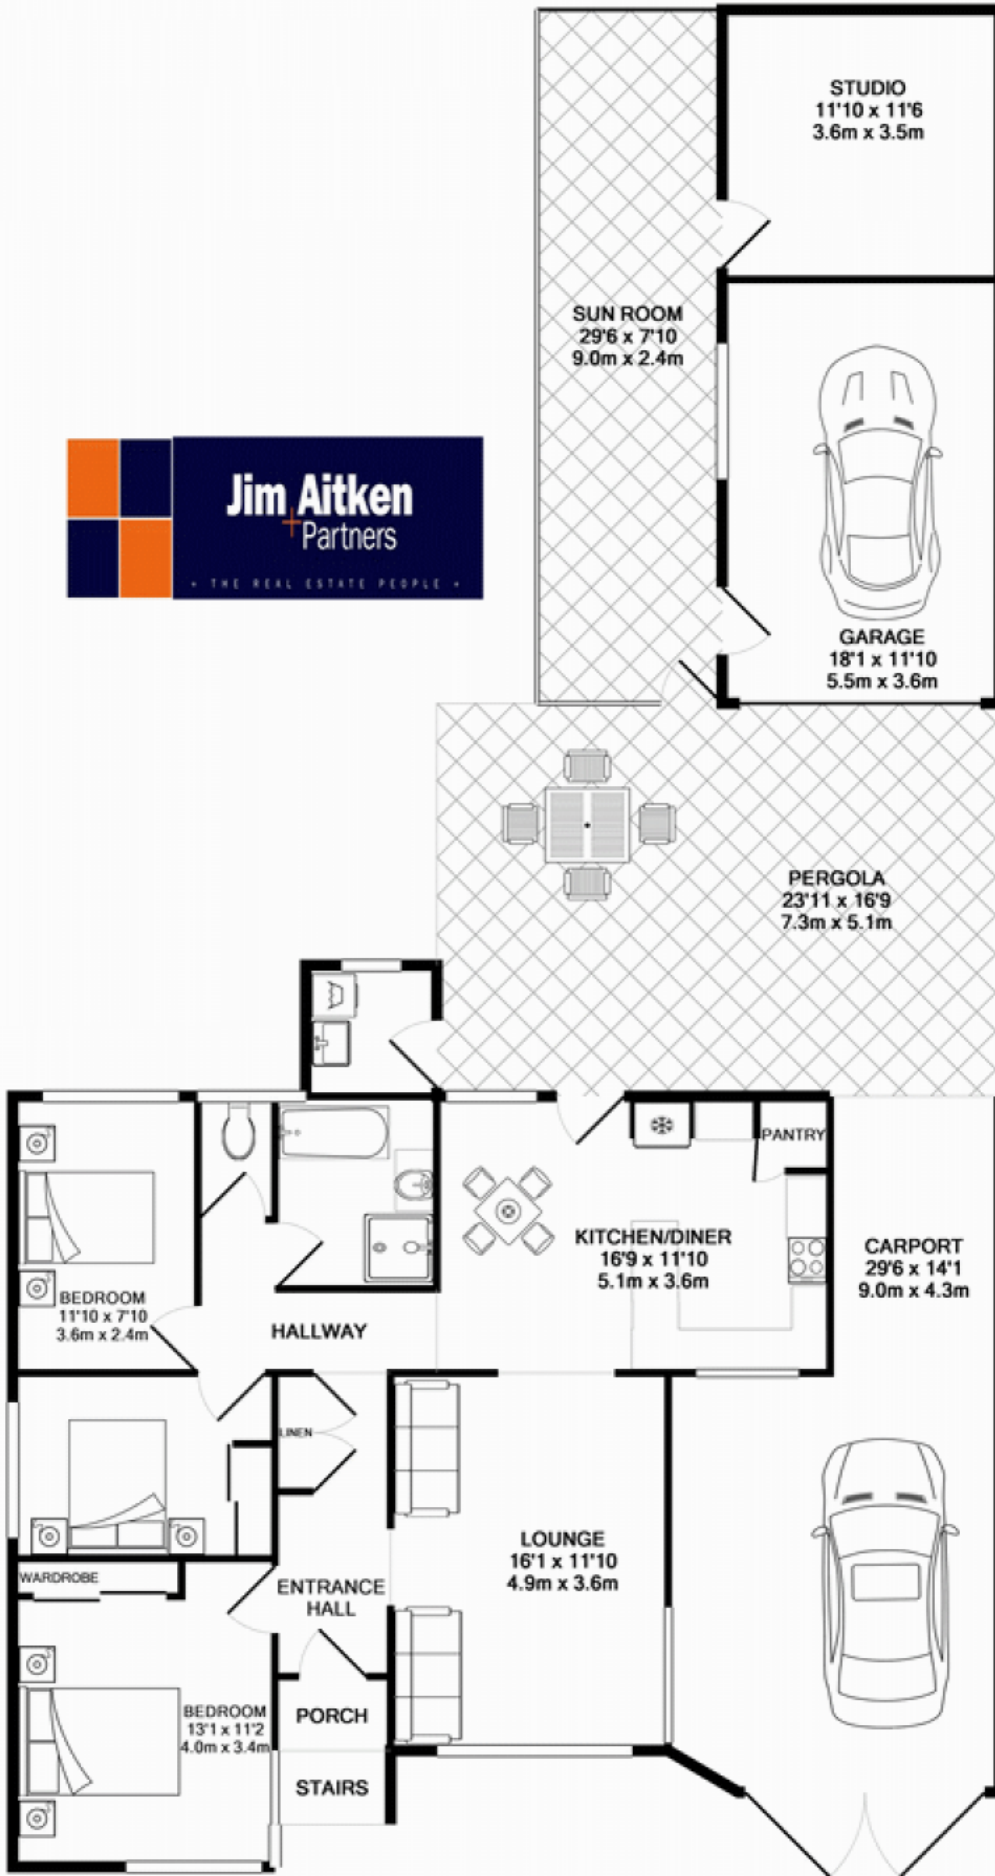 STUDIO
11'10 x 11'6
3.6m x 3.5m
SUN ROOM
29'6 x 7'10
9.0m x 2.4m
Jim Aitken
+
Partners
• THE REAL ESTATE PEOPLE •
GARAGE
18'1 x 11'10
5.5m x 3.6m
PERGOLA
23'11 x 16'9
7.3m x 5.1m
PANTRY
KITCHEN/DINER
16'9 x 11'10
5.1m x 3.6m
CARPORT
29'6 x 14'1
9.0m x 4.3m
BEDROOM
11'10 x 7'10
3.6m x 2.4m
HALLWAY
LINEN
LOUNGE
16'1 x 11'10
4.9m x 3.6m
WARDROBE
ENTRANCE
HALL
BEDROOM
13'1 x 11'2
4.0m x 3.4m
PORCH
STAIRS